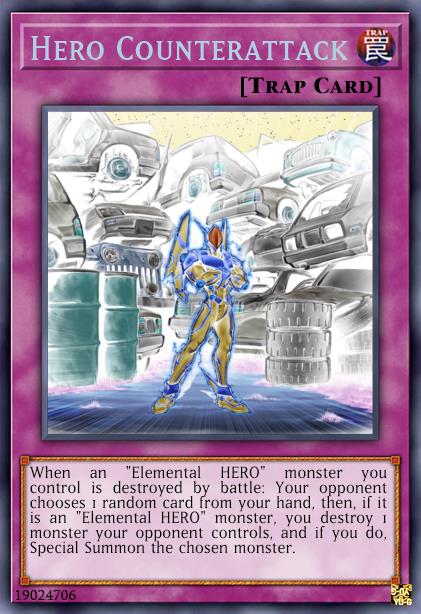 Hero Counterattack
TRAP
罠
[Trap Card]
When an "Elemental HERO" monster you
control is destroyed by battle: Your opponent
chooses 1 random card from your hand, then, if it
is an "Elemental HERO" monster, you destroy 1
monster your opponent controls, and if you do,
Special Summon the chosen monster.
19024706